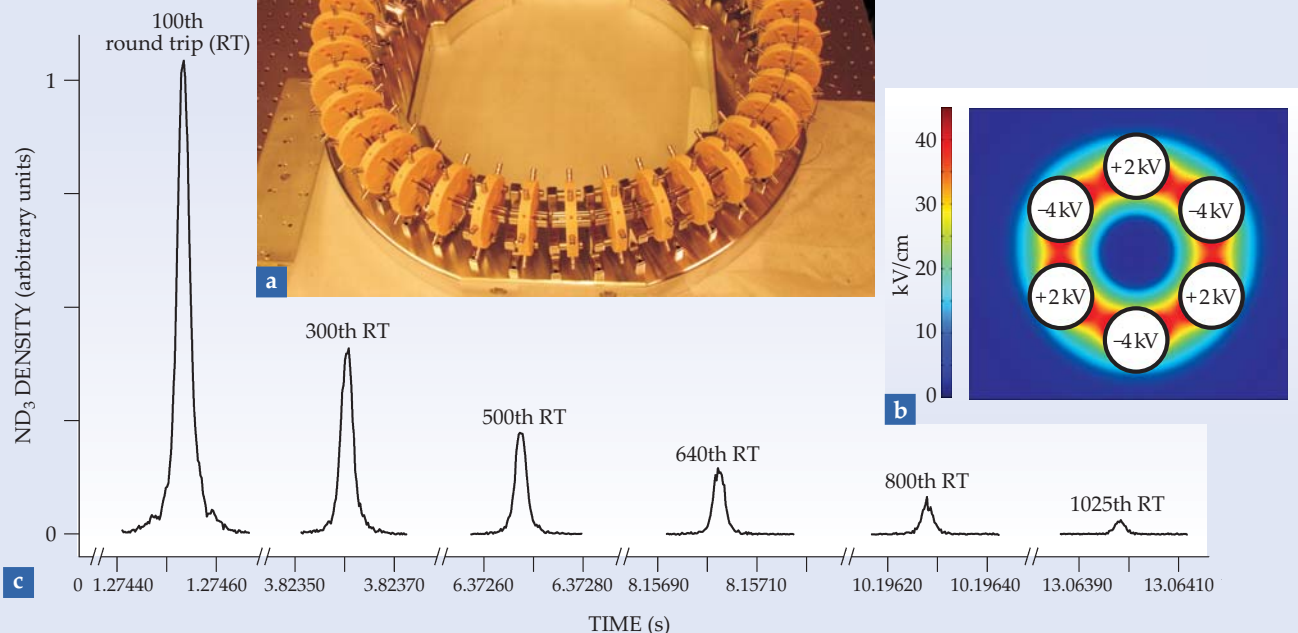 100th
round trip (RT)
1
ND₃ DENSITY (arbitrary units)
0
300th RT
500th RT
640th RT
800th RT
1025th RT
a
kV/cm
40
30
20
10
0
+2 kV
−4 kV
−4 kV
+2 kV
+2 kV
−4 kV
b
c
0 1.27440 1.27460 3.82350 3.82370 6.37260 6.37280 8.15690 8.15710 10.19620 10.19640 13.06390 13.06410
TIME (s)